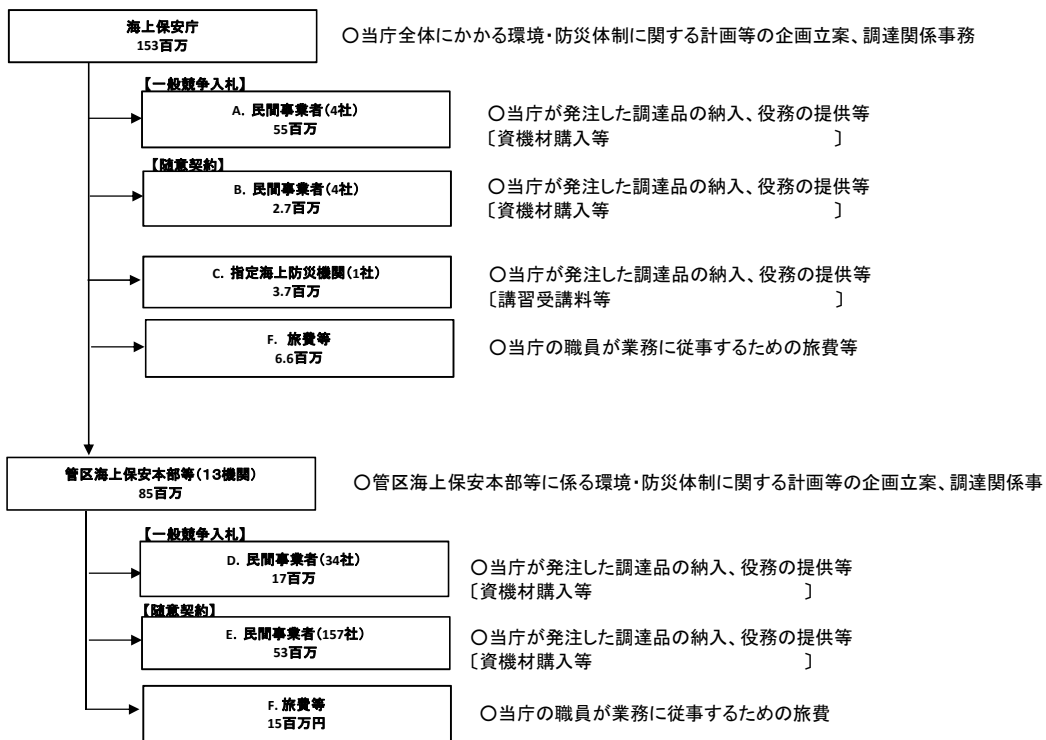 海上保安庁
153百万
○当庁全体にかかる環境・防災体制に関する計画等の企画立案、調達関係事務
【一般競争入札】
A. 民間事業者(4社)
55百万
○当庁が発注した調達品の納入、役務の提供等
〔資機材購入等 〕
【随意契約】
B. 民間事業者(4社)
2.7百万
○当庁が発注した調達品の納入、役務の提供等
〔資機材購入等 〕
C. 指定海上防災機関(1社)
3.7百万
○当庁が発注した調達品の納入、役務の提供等
〔講習受講料等 〕
F. 旅費等
6.6百万
○当庁の職員が業務に従事するための旅費等
管区海上保安本部等(13機関)
85百万
○管区海上保安本部等に係る環境・防災体制に関する計画等の企画立案、調達関係事
【一般競争入札】
D. 民間事業者(34社)
17百万
○当庁が発注した調達品の納入、役務の提供等
〔資機材購入等 〕
【随意契約】
E. 民間事業者(157社)
53百万
○当庁が発注した調達品の納入、役務の提供等
〔資機材購入等 〕
F. 旅費等
15百万円
○当庁の職員が業務に従事するための旅費